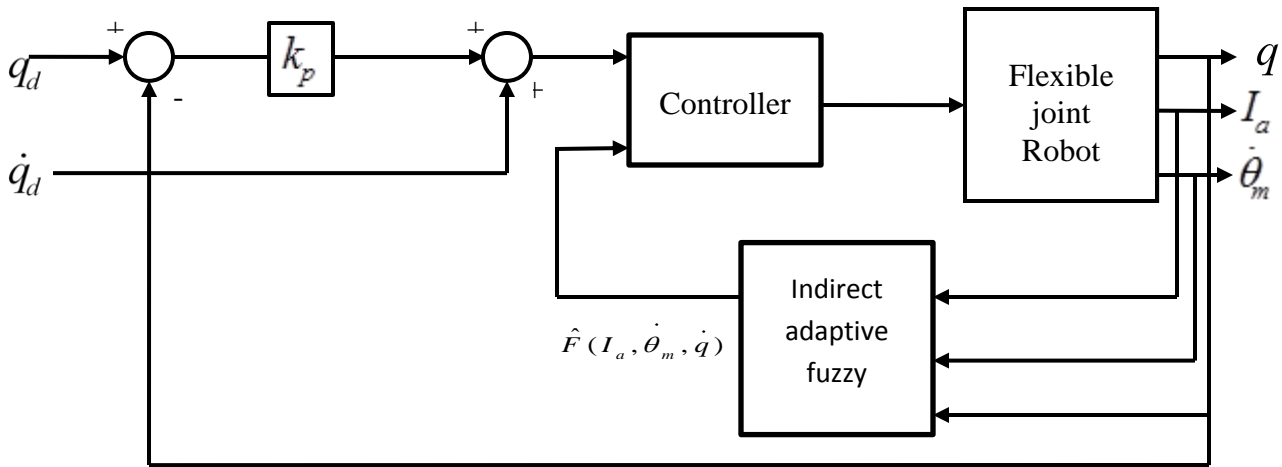 +
-
q_d
k_p
+
+
q̇_d
Controller
Flexible
joint
Robot
q
I_a
θ̇_m
Indirect
adaptive
fuzzy
F̂ (I_a, θ̇_m, q̇)